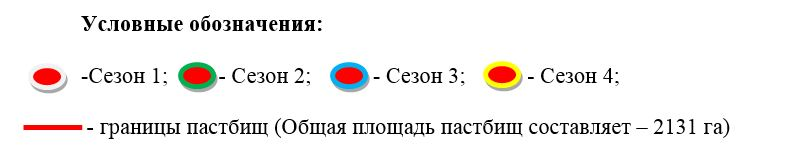 Условные обозначения:
-Сезон 1; - Сезон 2; - Сезон 3; - Сезон 4;
- границы пастбищ (Общая площадь пастбищ составляет – 2131 га)